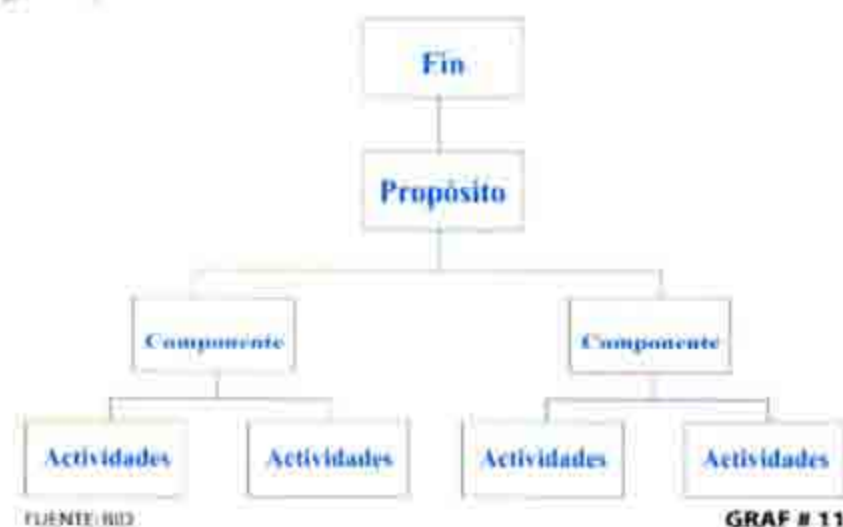 Fin
Propósito
Componente Componente
Actividades Actividades Actividades Actividades
FUENTE: BID GRAF # 11